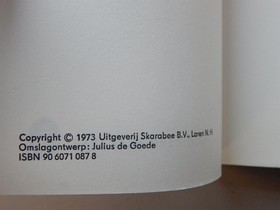 Copyright © 1973 Uitgeverij Skarabee B.V., Laren N.H.
Omslagontwerp: Julius de Goede
ISBN 90 6071 087 8